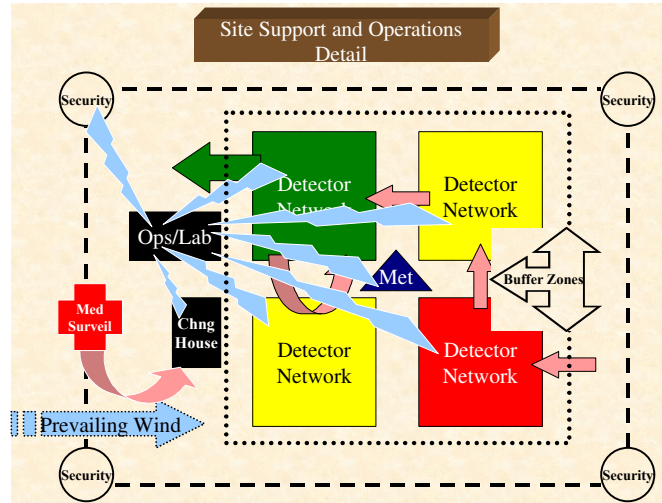 Site Support and Operations
Detail
Security
Security
Detector
Network
Detector
Network
Ops/Lab
Met
Buffer Zones
Med
Surveil
Chng
House
Detector
Network
Detector
Network
Prevailing Wind
Security
Security